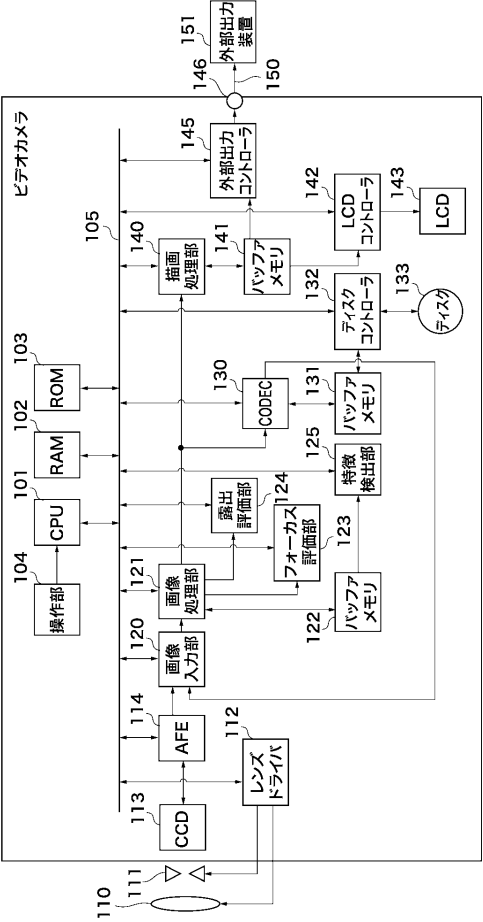 ビデオカメラ
110
111
113
CCD
114
AFE
112
レンズ
ドライバ
104
操作部
101
CPU
102
RAM
103
ROM
105
120
画像
入力部
121
画像
処理部
122
バッファ
メモリ
123
フォーカス
評価部
124
露出
評価部
125
特徴
検出部
130
CODEC
131
バッファ
メモリ
132
ディスク
コントローラ
133
ディスク
140
描画
処理部
141
バッファ
メモリ
142
LCD
コントローラ
143
LCD
145
外部出力
コントローラ
146
150
151
外部出力
装置